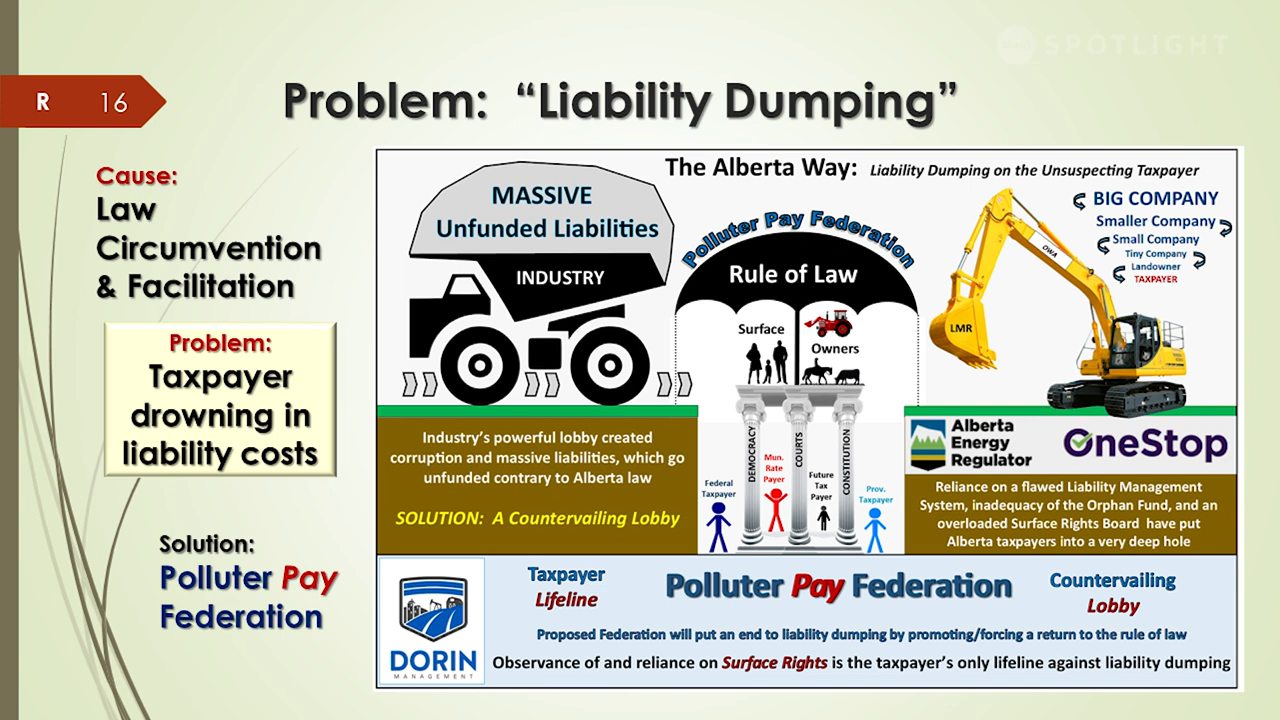 SPOTLIGHT
R 16
Problem: “Liability Dumping”
Cause:
Law
Circumvention
& Facilitation
Problem:
Taxpayer
drowning in
liability costs
Solution:
Polluter Pay
Federation
The Alberta Way: Liability Dumping on the Unsuspecting Taxpayer
MASSIVE
Unfunded Liabilities
INDUSTRY
Polluter Pay Federation
Rule of Law
Surface
Owners
DEMOCRACY
COURTS
CONSTITUTION
Federal
Taxpayer
Mun.
Rate
Payer
Future
Tax
Payer
Prov.
Taxpayer
BIG COMPANY
Smaller Company
Small Company
Tiny Company
Landowner
TAXPAYER
OWA
LMR
Industry’s powerful lobby created
corruption and massive liabilities, which go
unfunded contrary to Alberta law
SOLUTION: A Countervailing Lobby
Alberta
Energy
Regulator
OneStop
Reliance on a flawed Liability Management
System, inadequacy of the Orphan Fund, and an
overloaded Surface Rights Board have put
Alberta taxpayers into a very deep hole
DORIN
MANAGEMENT
Taxpayer
Lifeline
Polluter Pay Federation
Countervailing
Lobby
Proposed Federation will put an end to liability dumping by promoting/forcing a return to the rule of law
Observance of and reliance on Surface Rights is the taxpayer’s only lifeline against liability dumping